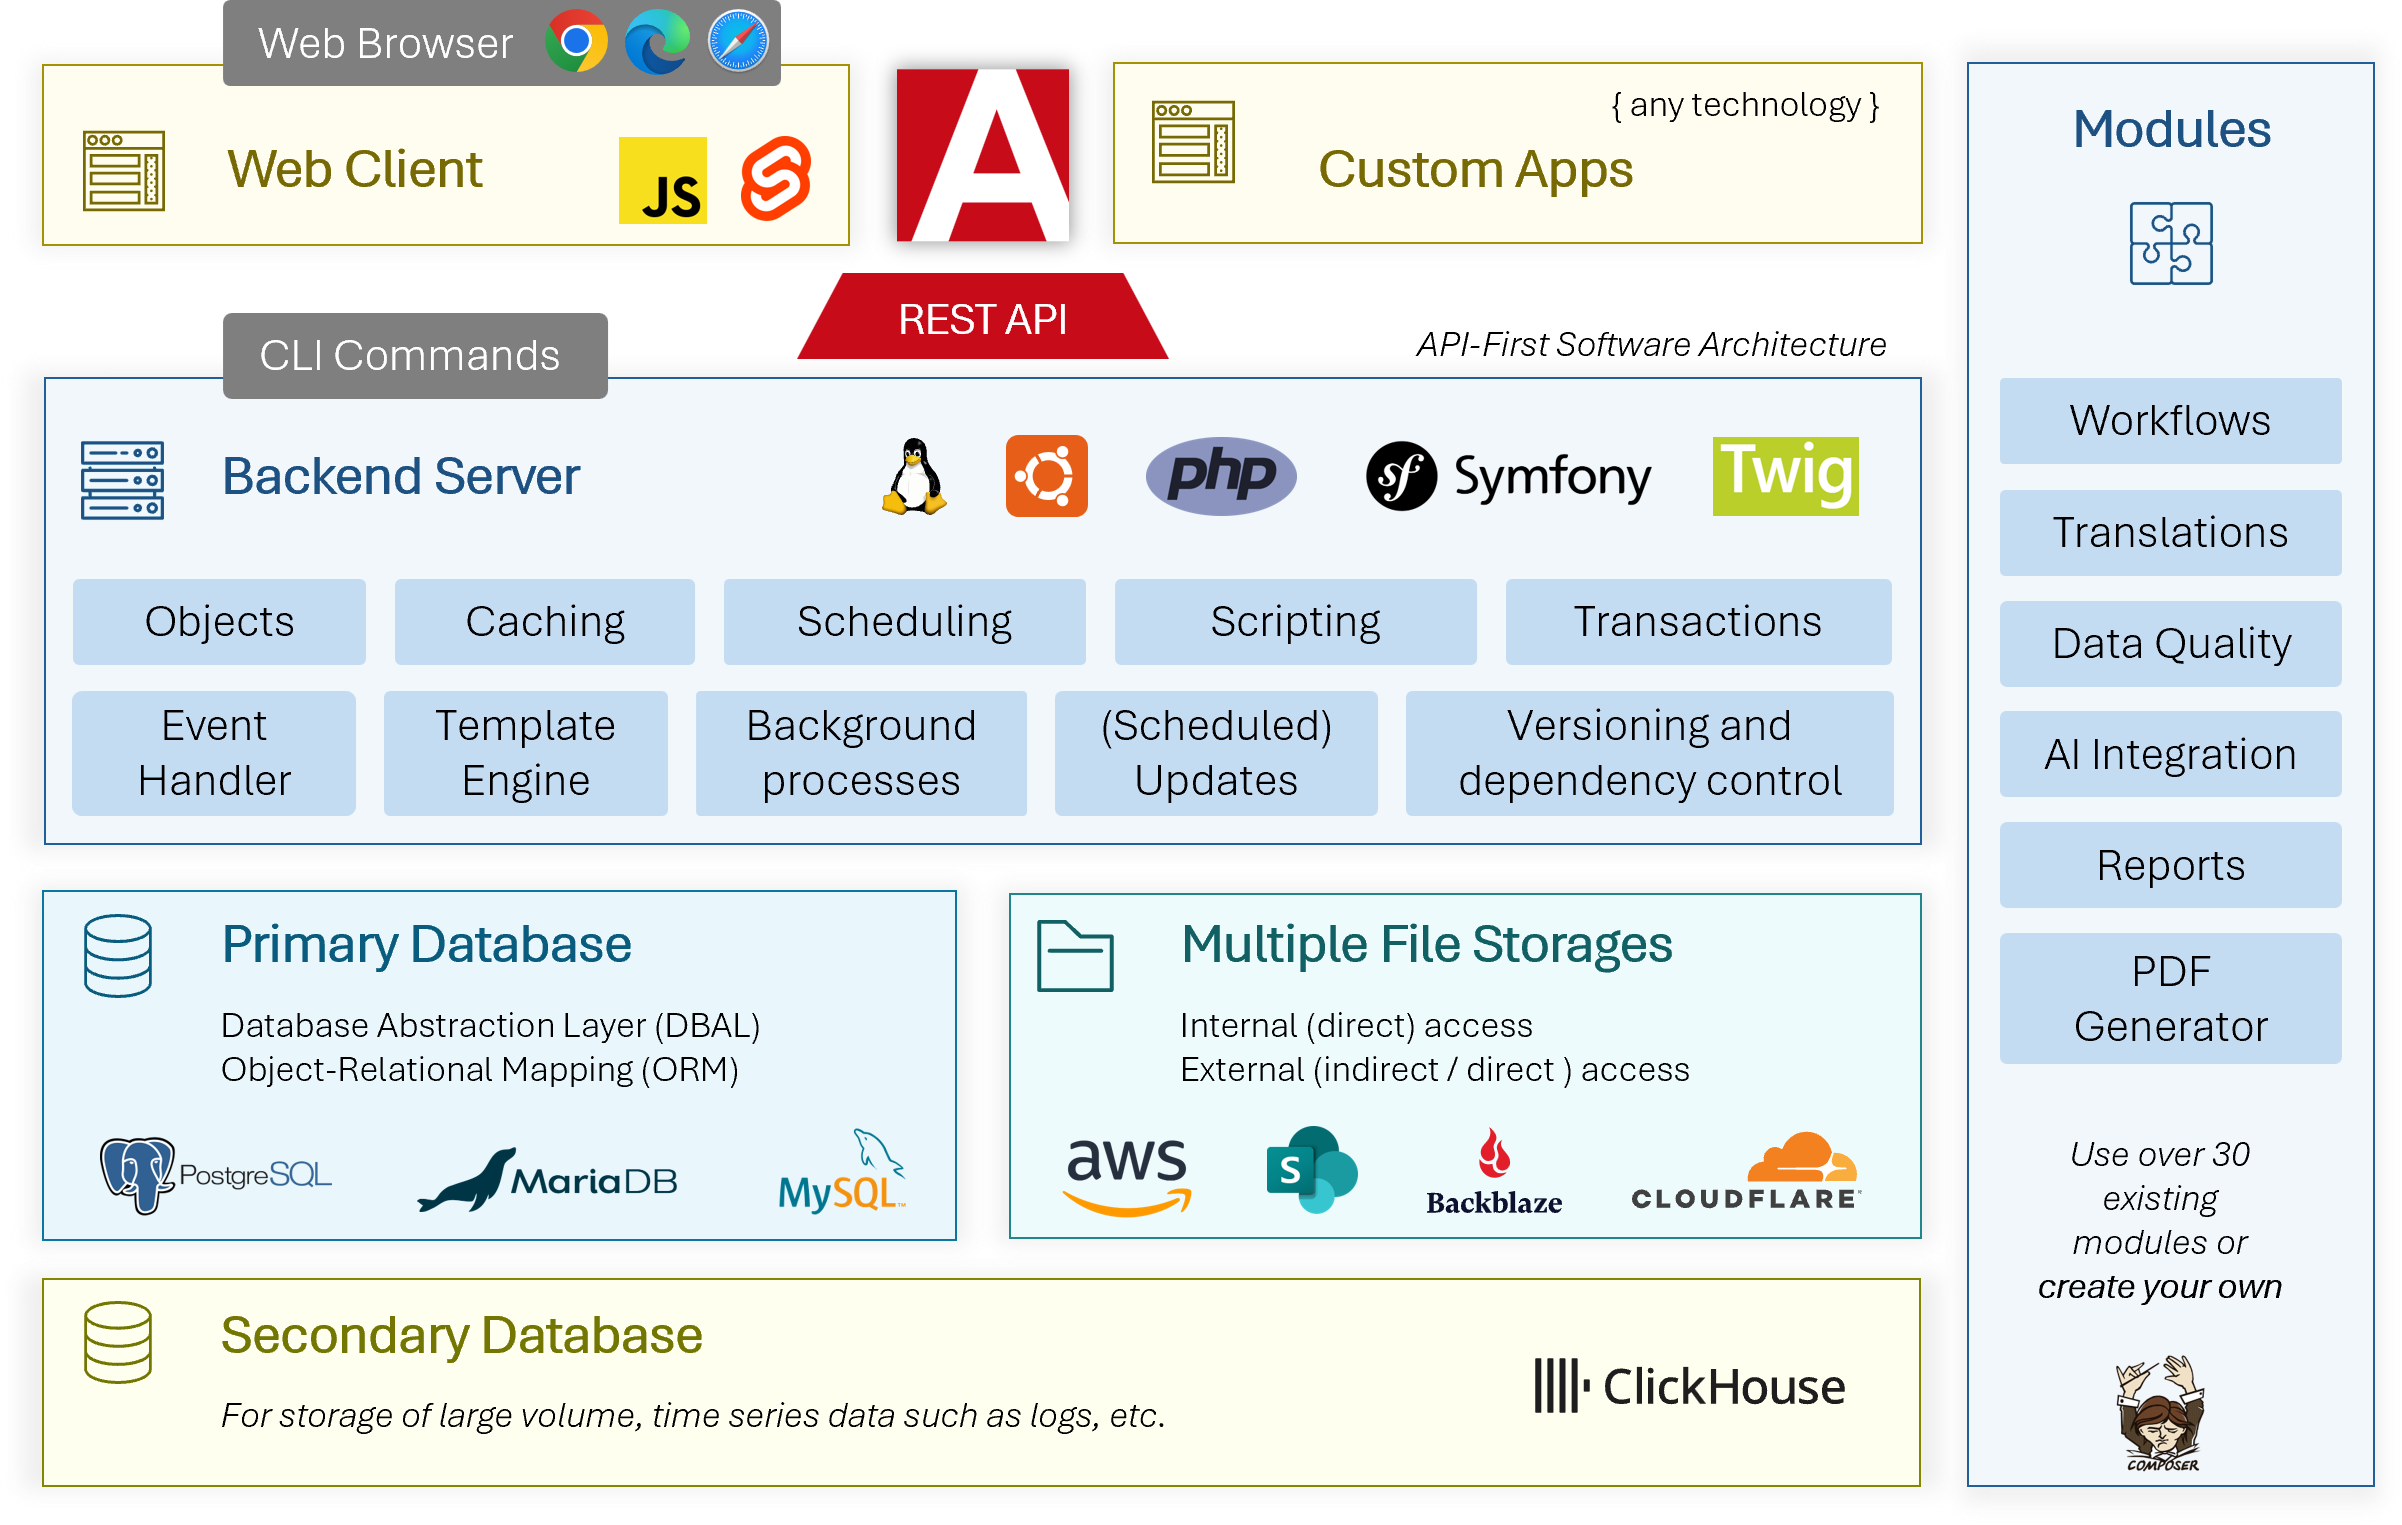 Web Browser
Web Client
JS
A
{ any technology }
Custom Apps
REST API
API-First Software Architecture
CLI Commands
Backend Server
php
sf Symfony
Twig
Objects
Caching
Scheduling
Scripting
Transactions
Event
Handler
Template
Engine
Background
processes
(Scheduled)
Updates
Versioning and
dependency control
Primary Database
Database Abstraction Layer (DBAL)
Object-Relational Mapping (ORM)
PostgreSQL
MariaDB
MySQL™
Multiple File Storages
Internal (direct) access
External (indirect / direct ) access
aws
S
Backblaze
CLOUDFLARE
Secondary Database
For storage of large volume, time series data such as logs, etc.
ClickHouse
Modules
Workflows
Translations
Data Quality
AI Integration
Reports
PDF
Generator
Use over 30
existing
modules or
create your own
COMPOSER